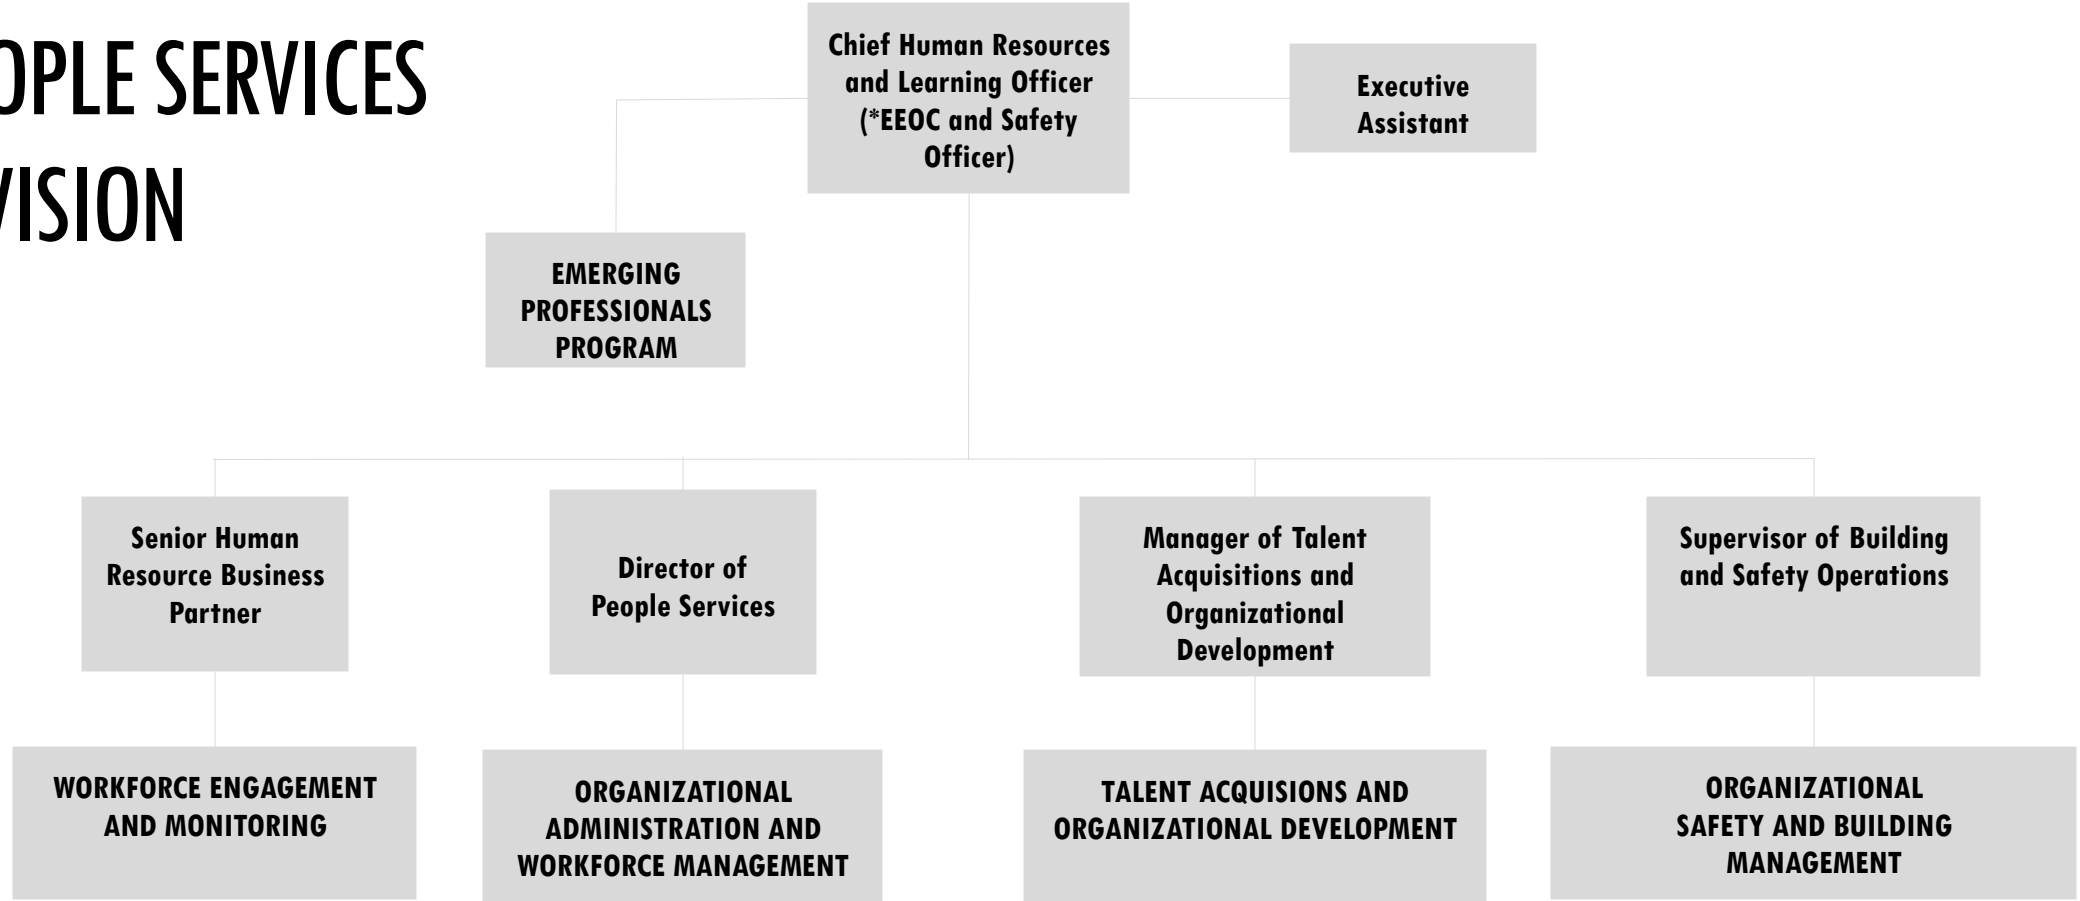 OPLE SERVICES
VISION
Chief Human Resources
and Learning Officer
(*EEOC and Safety
Officer)
Executive
Assistant
EMERGING
PROFESSIONALS
PROGRAM
Senior Human
Resource Business
Partner
Director of
People Services
Manager of Talent
Acquisitions and
Organizational
Development
Supervisor of Building
and Safety Operations
WORKFORCE ENGAGEMENT
AND MONITORING
ORGANIZATIONAL
ADMINISTRATION AND
WORKFORCE MANAGEMENT
TALENT ACQUISIONS AND
ORGANIZATIONAL DEVELOPMENT
ORGANIZATIONAL
SAFETY AND BUILDING
MANAGEMENT